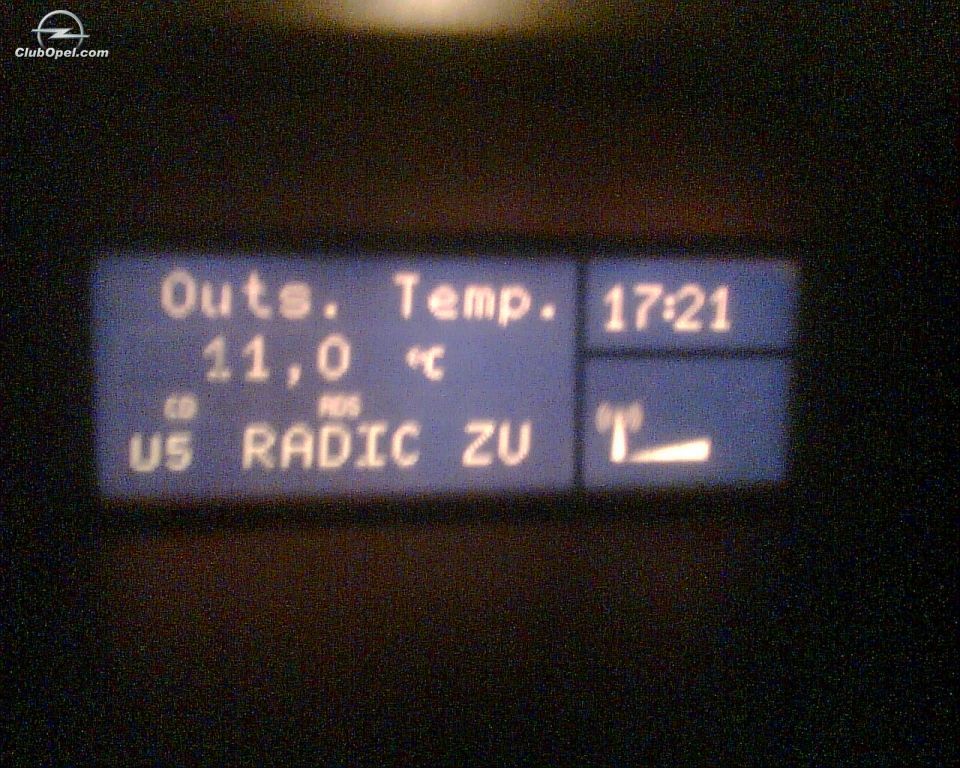 ClubOpel.com
Outs. Temp.
17:21
11,0 °C
CD RDS
U5 RADIC ZU